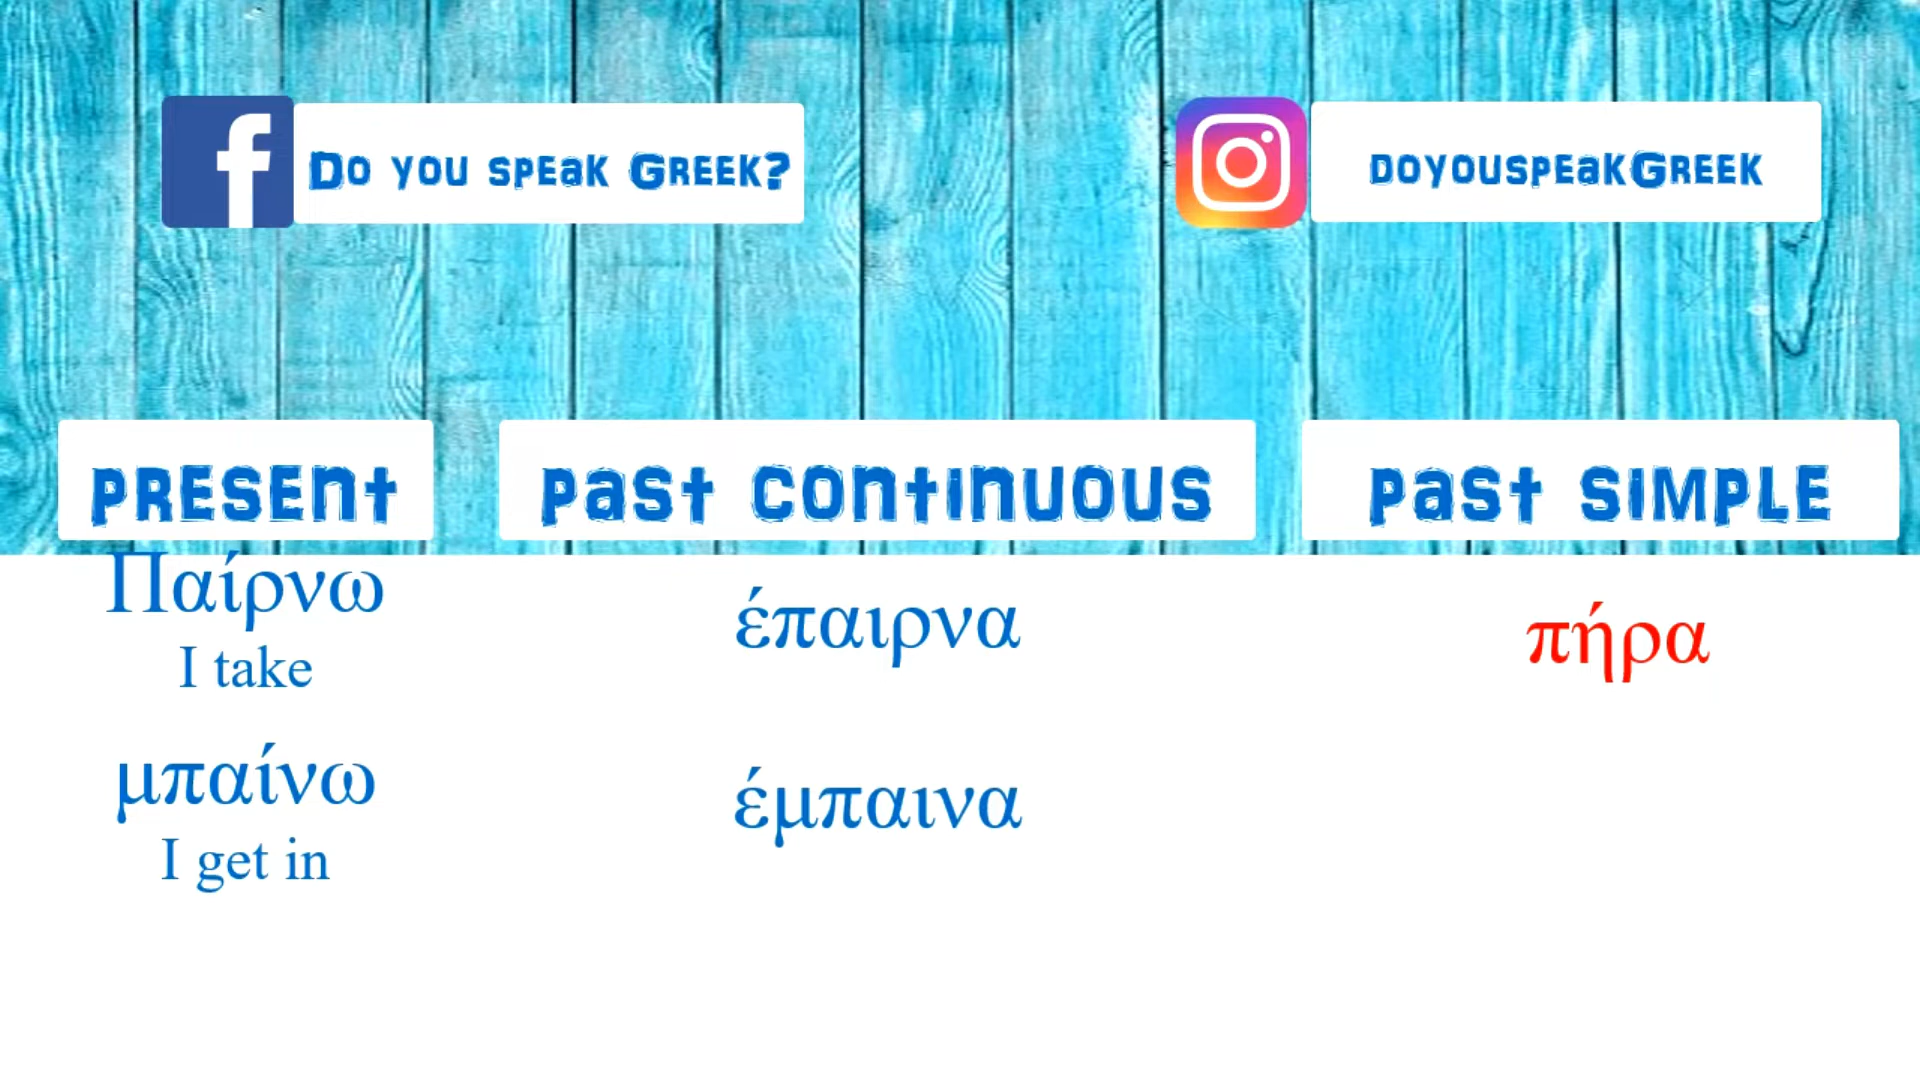 Do you speak Greek?
doyouspeakGreek
present
past continuous
past simple
Παίρνω
I take
έπαιρνα
πήρα
μπαίνω
I get in
έμπαινα